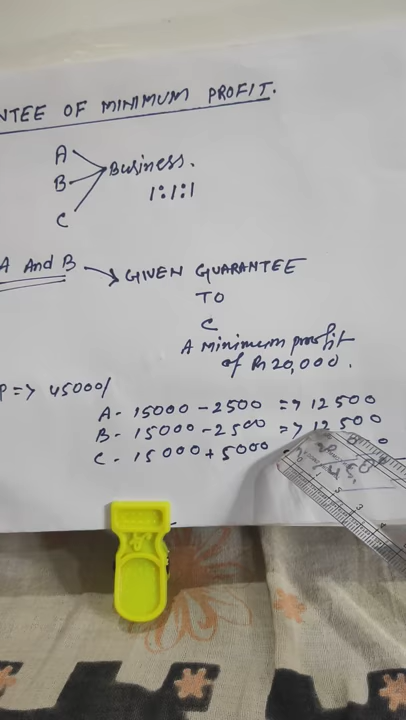 NTEE OF MINIMUM PROFIT.
A
B Business.
1:1:1
C
A And B → GIVEN GUARANTEE
TO
C
A Minimum profit
of Rs 20,000.
P => 45000/
A - 15000 - 2500 => 12500
B - 15000 - 2500 => 12500
C - 15000 + 5000